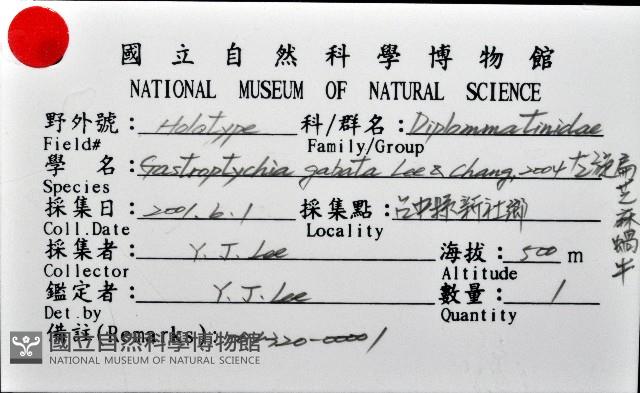 國立自然科學博物館
NATIONAL MUSEUM OF NATURAL SCIENCE
野外號： Holotype 科/群名：Diplommatinidae
Field# Family/Group
學 名：Gastroptychia gabata Lee & Chang, 2004
扁芝麻蝸牛
Species
採集日： 2001.6.1 採集點： 台中縣新社鄉
Coll.Date Locality
採集者： Y. J. Lee 海拔： 500 m
Collector Altitude
鑑定者： Y. J. Lee 數量： 1
Det.by Quantity
備註(Remarks): 320-00001
國立自然科學博物館
NATIONAL MUSEUM OF NATURAL SCIENCE